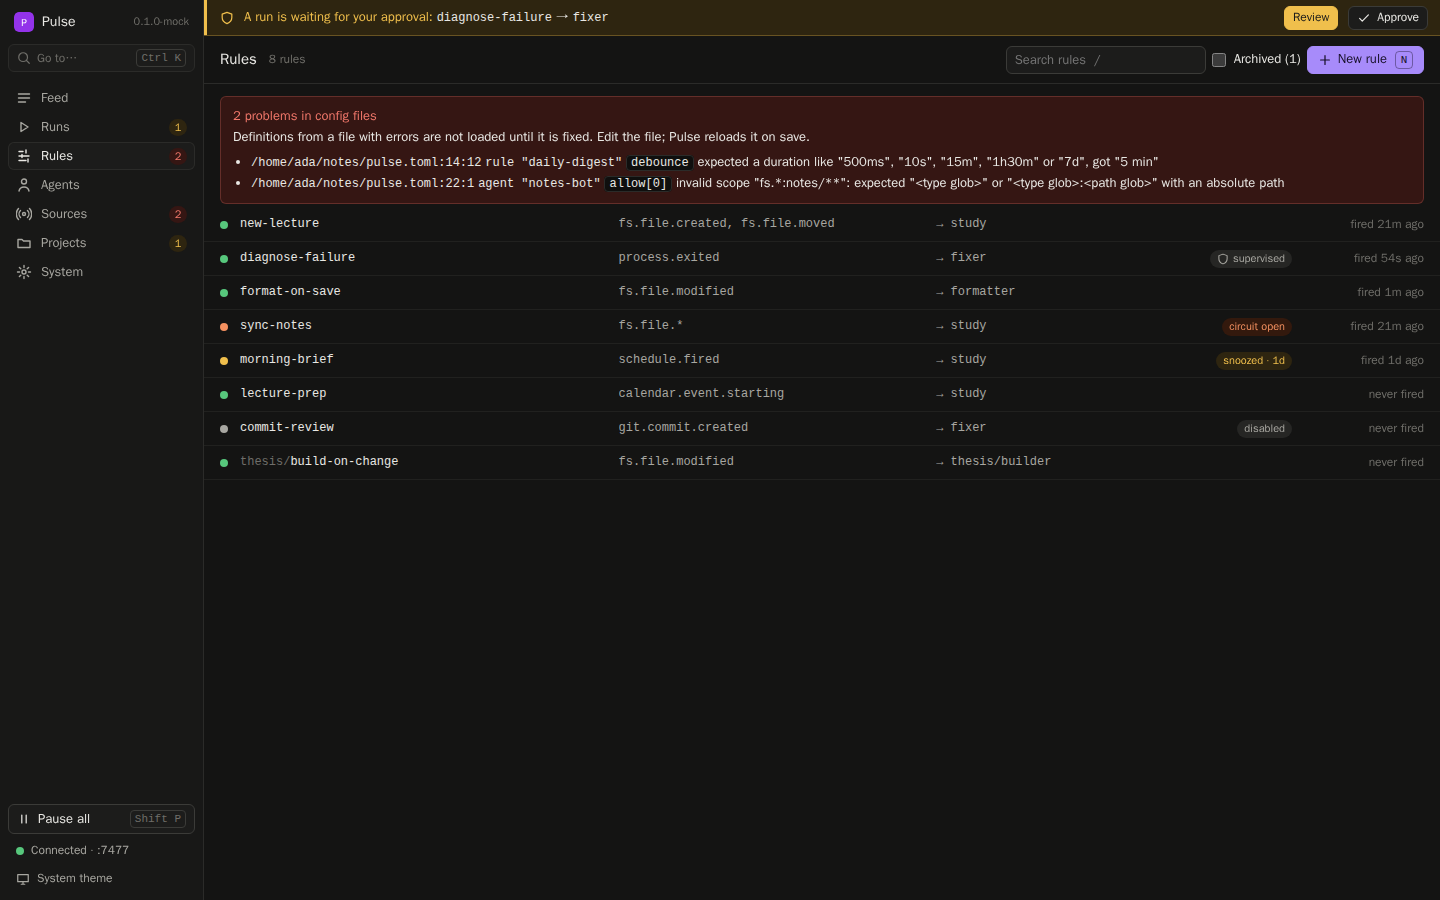 P Pulse 0.1.0-mock
Go to··· Ctrl K
Feed
Runs 1
Rules 2
Agents
Sources 2
Projects 1
System
Pause all Shift P
Connected · :7477
System theme
A run is waiting for your approval: diagnose-failure → fixer Review Approve
Rules 8 rules Search rules / Archived (1) New rule N
2 problems in config files
Definitions from a file with errors are not loaded until it is fixed. Edit the file; Pulse reloads it on save.
• /home/ada/notes/pulse.toml:14:12 rule "daily-digest" debounce expected a duration like "500ms", "10s", "15m", "1h30m" or "7d", got "5 min"
• /home/ada/notes/pulse.toml:22:1 agent "notes-bot" allow[0] invalid scope "fs.*:notes/**": expected "<type glob>" or "<type glob>:<path glob>" with an absolute path
new-lecture fs.file.created, fs.file.moved → study fired 21m ago
diagnose-failure process.exited → fixer supervised fired 54s ago
format-on-save fs.file.modified → formatter fired 1m ago
sync-notes fs.file.* → study circuit open fired 21m ago
morning-brief schedule.fired → study snoozed · 1d fired 1d ago
lecture-prep calendar.event.starting → study never fired
commit-review git.commit.created → fixer disabled never fired
thesis/build-on-change fs.file.modified → thesis/builder never fired